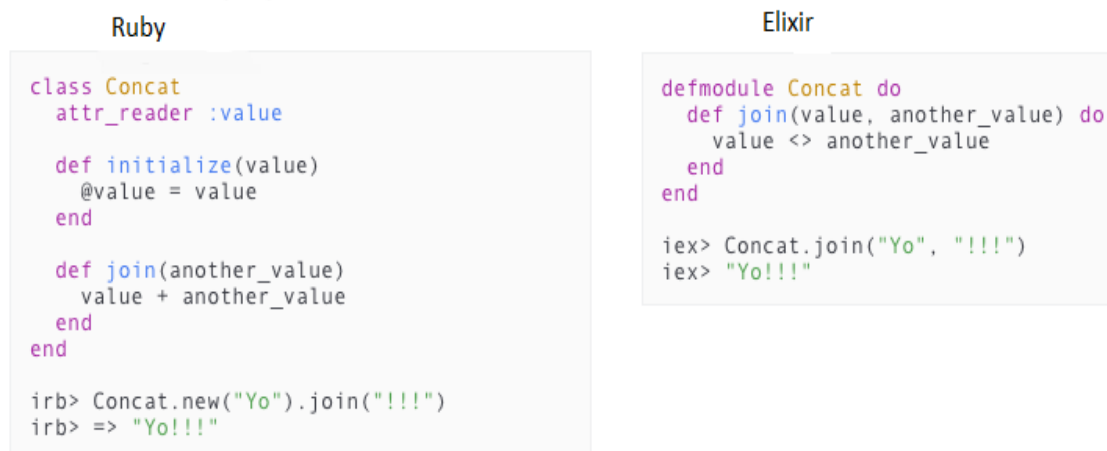 Ruby
class Concat
  attr_reader :value
  def initialize(value)
    @value = value
  end
  def join(another_value)
    value + another_value
  end
end
irb> Concat.new("Yo").join("!!!")
irb> => "Yo!!!"
Elixir
defmodule Concat do
  def join(value, another_value) do
    value <> another_value
  end
end
iex> Concat.join("Yo", "!!!")
iex> "Yo!!!"